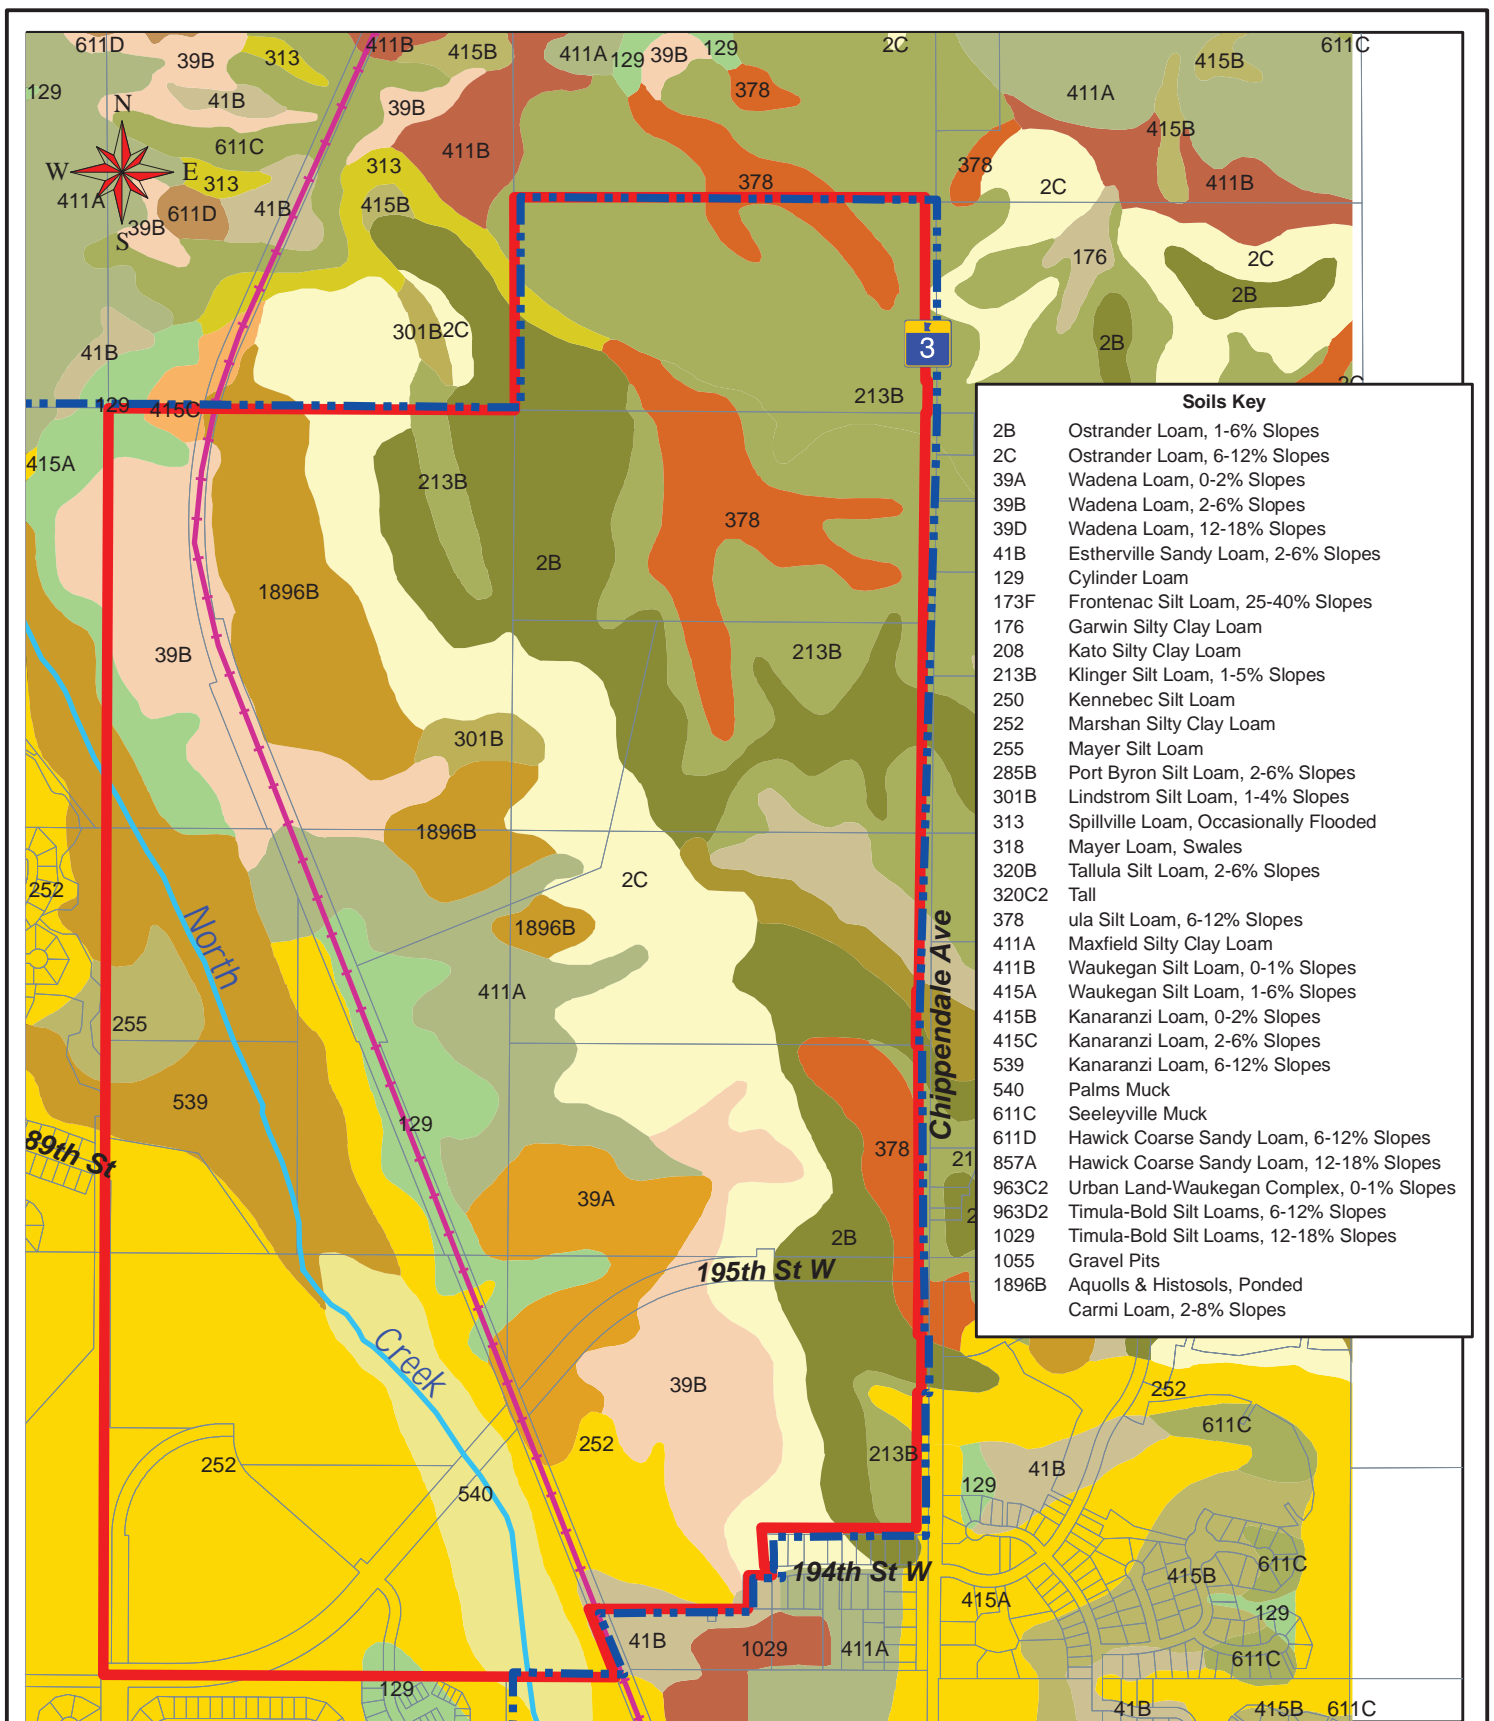 611D
411B
415B
2C
611C
39B
313
411A
129
39B
129
415B
129
41B
378
411A
N
39B
415B
611C
411B
W
E
313
313
378
378
411B
2C
411A
611D
41B
415B
39B
S
176
2C
2B
301B
2C
41B
2B
3
2C
129
415C
213B
415A
213B
378
2B
1896B
213B
39B
301B
1896B
2C
252
1896B
North
411A
255
Chippendale Ave
539
129
378
21
89th St
39A
2
2B
195th St W
Creek
39B
252
252
611C
213B
252
41B
129
540
194th St W
611C
415B
415A
129
41B
1029
411A
611C
129
41B
415B
611C
Soils Key
2B Ostrander Loam, 1-6% Slopes
2C Ostrander Loam, 6-12% Slopes
39A Wadena Loam, 0-2% Slopes
39B Wadena Loam, 2-6% Slopes
39D Wadena Loam, 12-18% Slopes
41B Estherville Sandy Loam, 2-6% Slopes
129 Cylinder Loam
173F Frontenac Silt Loam, 25-40% Slopes
176 Garwin Silty Clay Loam
208 Kato Silty Clay Loam
213B Klinger Silt Loam, 1-5% Slopes
250 Kennebec Silt Loam
252 Marshan Silty Clay Loam
255 Mayer Silt Loam
285B Port Byron Silt Loam, 2-6% Slopes
301B Lindstrom Silt Loam, 1-4% Slopes
313 Spillville Loam, Occasionally Flooded
318 Mayer Loam, Swales
320B Tallula Silt Loam, 2-6% Slopes
320C2 Tall
378 ula Silt Loam, 6-12% Slopes
411A Maxfield Silty Clay Loam
411B Waukegan Silt Loam, 0-1% Slopes
415A Waukegan Silt Loam, 1-6% Slopes
415B Kanaranzi Loam, 0-2% Slopes
415C Kanaranzi Loam, 2-6% Slopes
539 Kanaranzi Loam, 6-12% Slopes
540 Palms Muck
611C Seeleyville Muck
611D Hawick Coarse Sandy Loam, 6-12% Slopes
857A Hawick Coarse Sandy Loam, 12-18% Slopes
963C2 Urban Land-Waukegan Complex, 0-1% Slopes
963D2 Timula-Bold Silt Loams, 6-12% Slopes
1029 Timula-Bold Silt Loams, 12-18% Slopes
1055 Gravel Pits
1896B Aquolls & Histosols, Ponded
Carmi Loam, 2-8% Slopes